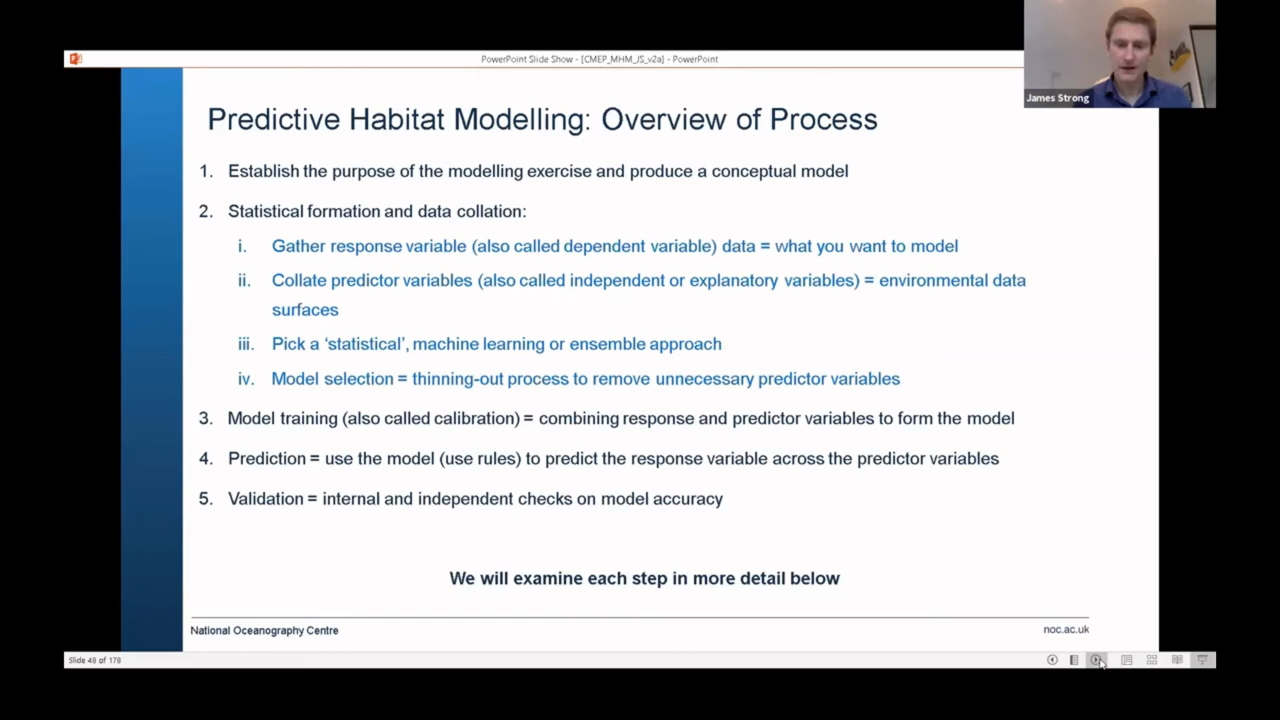 PowerPoint Slide Show - [CMEP_MHM_JS_v2a] - PowerPoint
James Strong
Predictive Habitat Modelling: Overview of Process
1. Establish the purpose of the modelling exercise and produce a conceptual model
2. Statistical formation and data collation:
i. Gather response variable (also called dependent variable) data = what you want to model
ii. Collate predictor variables (also called independent or explanatory variables) = environmental data
surfaces
iii. Pick a ‘statistical’, machine learning or ensemble approach
iv. Model selection = thinning-out process to remove unnecessary predictor variables
3. Model training (also called calibration) = combining response and predictor variables to form the model
4. Prediction = use the model (use rules) to predict the response variable across the predictor variables
5. Validation = internal and independent checks on model accuracy
We will examine each step in more detail below
National Oceanography Centre
noc.ac.uk
Slide 48 of 178